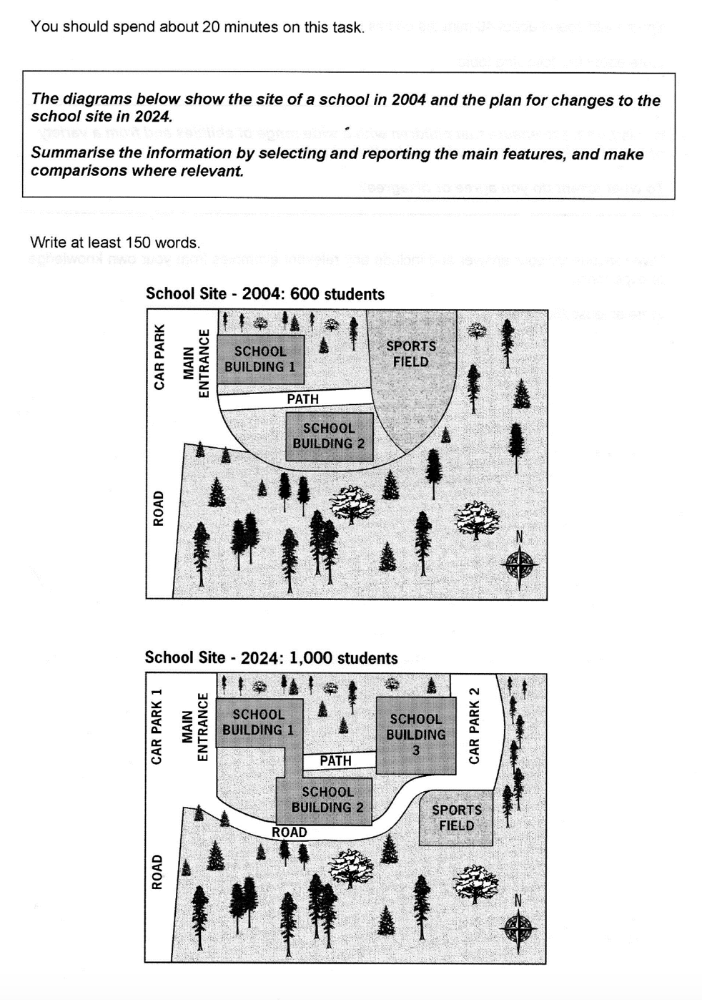 You should spend about 20 minutes on this task.
The diagrams below show the site of a school in 2004 and the plan for changes to the
school site in 2024.
Summarise the information by selecting and reporting the main features, and make
comparisons where relevant.
Write at least 150 words.
School Site - 2004: 600 students
CAR PARK
MAIN
ENTRANCE
SCHOOL
BUILDING 1
SPORTS
FIELD
PATH
SCHOOL
BUILDING 2
ROAD
N
School Site - 2024: 1,000 students
CAR PARK 1
MAIN
ENTRANCE
SCHOOL
BUILDING 1
SCHOOL
BUILDING
3
CAR PARK 2
PATH
SCHOOL
BUILDING 2
SPORTS
FIELD
ROAD
ROAD
N